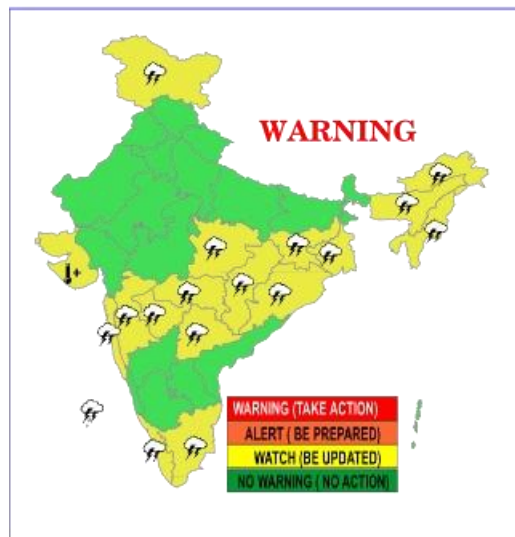 WARNING
WARNING (TAKE ACTION)
ALERT ( BE PREPARED)
WATCH (BE UPDATED)
NO WARNING ( NO ACTION)